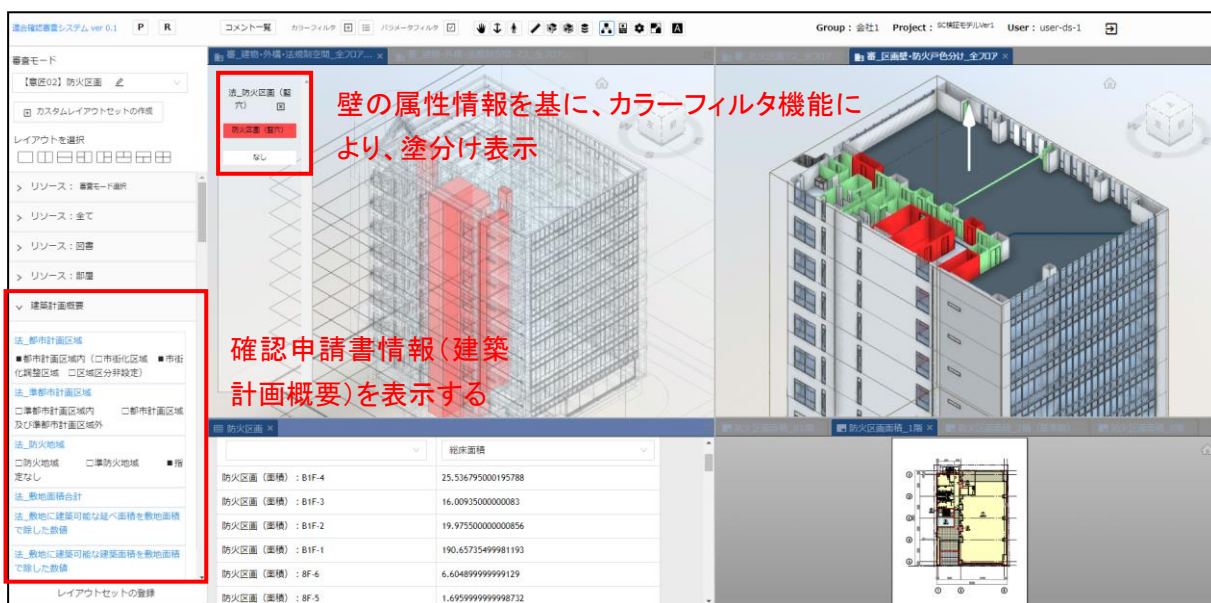 適合確認審査システム ver 0.1 P R コメント一覧 カラーフィルタ パラメータフィルタ A Group : 会社1 Project : SC検証モデルVer1 User : user-ds-1
審査モード
【意匠02】防火区画
カスタムレイアウトセットの作成
レイアウトを選択
> リソース： 審査モード選択
> リソース：全て
> リソース：図書
> リソース：部屋
建築計画概要
法_都市計画区域
■都市計画区域内（□市街化区域 ■市街
化調整区域 □区域区分非設定）
法_準都市計画区域
□準都市計画区域内 □都市計画区域
及び準都市計画区域外
法_防火地域
□防火地域 □準防火地域 ■指
定なし
法_敷地面積合計
法_敷地に建築可能な延べ面積を敷地面積
で除した数値
法_敷地に建築可能な建築面積を敷地面積
で除した数値
レイアウトセットの登録
審_建物・外構・法規制空間_全フロア... ×
法_防火区画（竪
穴）
防火区画（竪穴）
なし
壁の属性情報を基に、カラーフィルタ機能に
より、塗分け表示
確認申請書情報（建築
計画概要）を表示する
審_区画壁・防火戸色分け_全フロア ×
防火区画 ×
総床面積
防火区画（面積）：B1F-4 25.536795000195788
防火区画（面積）：B1F-3 16.00935000000083
防火区画（面積）：B1F-2 19.975500000000856
防火区画（面積）：B1F-1 190.65735499981193
防火区画（面積）：8F-6 6.604899999999129
防火区画（面積）：8F-5 1.6959999999998732
防火区画面積_1階 ×